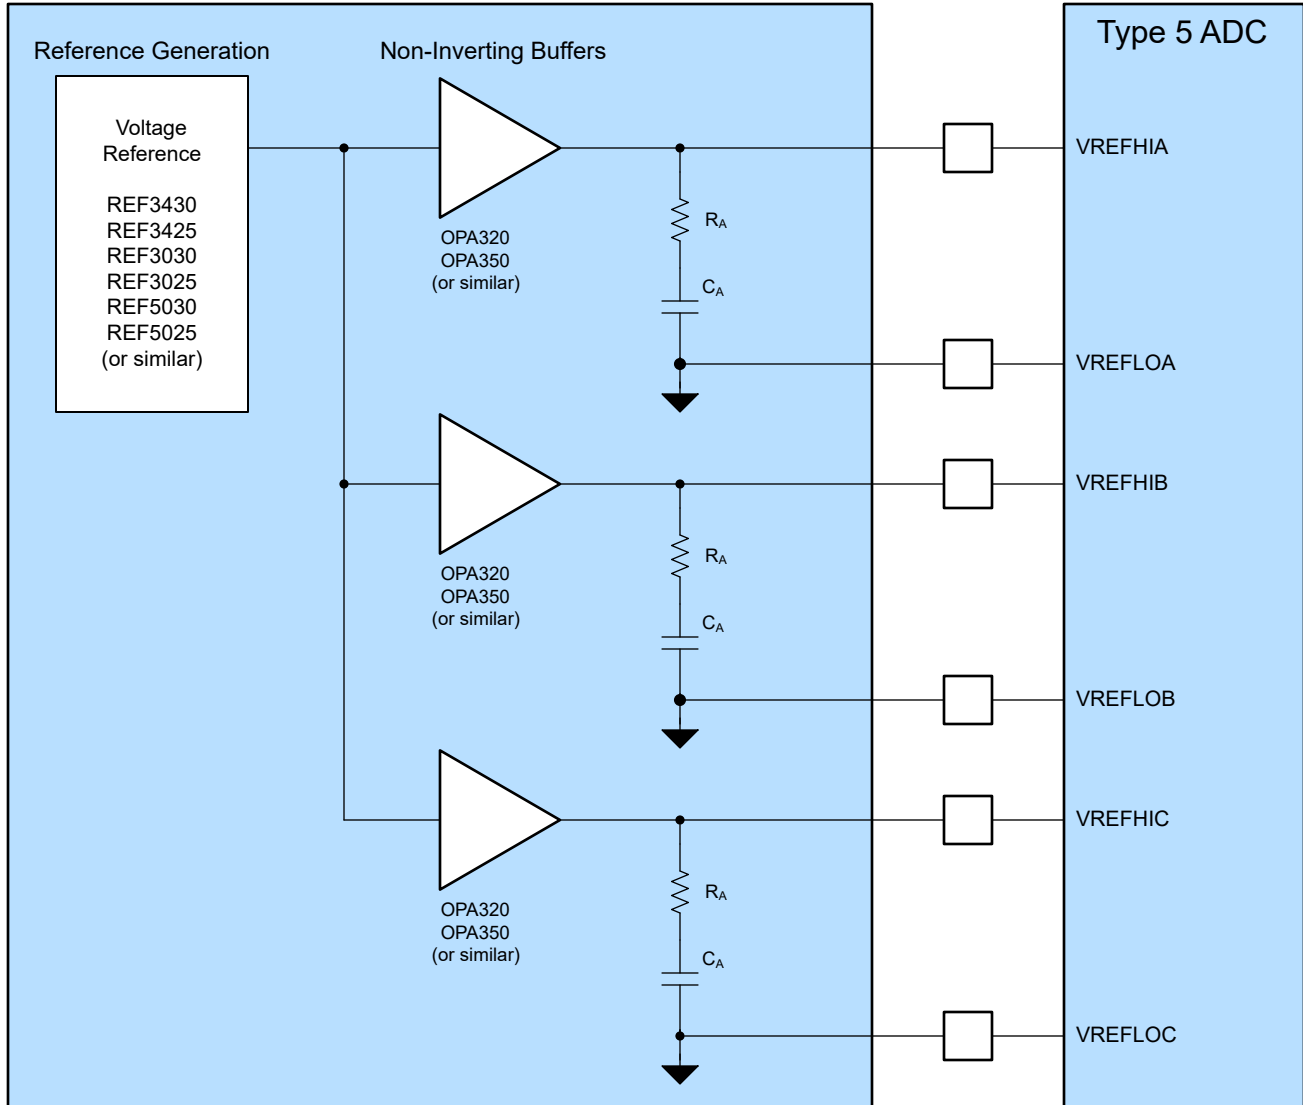 Reference Generation
Non-Inverting Buffers
Type 5 ADC
Voltage
Reference
REF3430
REF3425
REF3030
REF3025
REF5030
REF5025
(or similar)
OPA320
OPA350
(or similar)
RA
CA
VREFHIA
VREFLOA
OPA320
OPA350
(or similar)
RA
CA
VREFHIB
VREFLOB
OPA320
OPA350
(or similar)
RA
CA
VREFHIC
VREFLOC